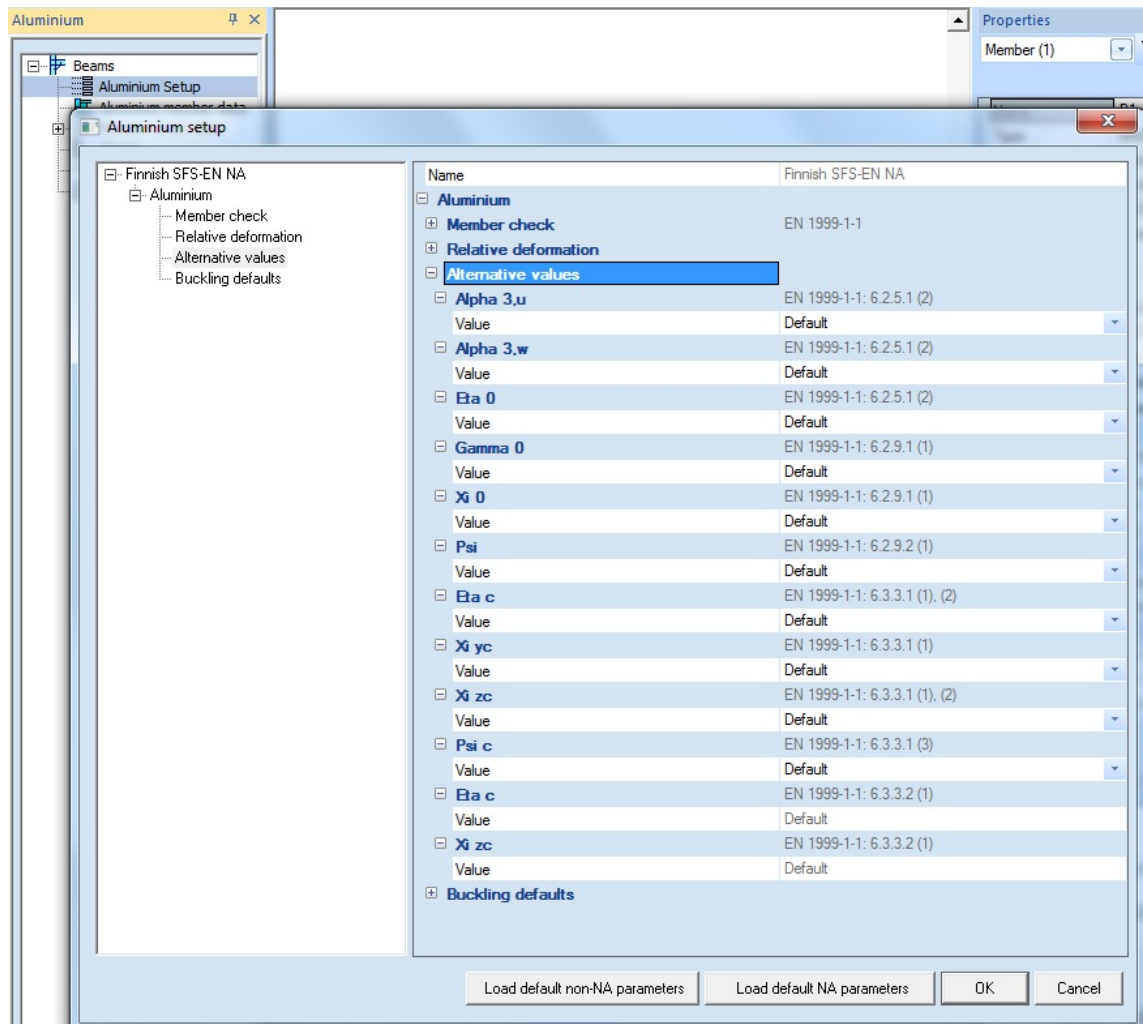 Aluminium
Properties
Member (1)
Beams
Aluminium Setup
Aluminium member data
Aluminium setup
Finnish SFS-EN NA
Aluminium
Member check
Relative deformation
Alternative values
Buckling defaults
Name Finnish SFS-EN NA
Aluminium
Member check EN 1999-1-1
Relative deformation
Alternative values
Alpha 3,u EN 1999-1-1: 6.2.5.1 (2)
Value Default
Alpha 3,w EN 1999-1-1: 6.2.5.1 (2)
Value Default
Eta 0 EN 1999-1-1: 6.2.5.1 (2)
Value Default
Gamma 0 EN 1999-1-1: 6.2.9.1 (1)
Value Default
Xi 0 EN 1999-1-1: 6.2.9.1 (1)
Value Default
Psi EN 1999-1-1: 6.2.9.2 (1)
Value Default
Eta c EN 1999-1-1: 6.3.3.1 (1), (2)
Value Default
Xi yc EN 1999-1-1: 6.3.3.1 (1)
Value Default
Xi zc EN 1999-1-1: 6.3.3.1 (1), (2)
Value Default
Psi c EN 1999-1-1: 6.3.3.1 (3)
Value Default
Eta c EN 1999-1-1: 6.3.3.2 (1)
Value Default
Xi zc EN 1999-1-1: 6.3.3.2 (1)
Value Default
Buckling defaults
Load default non-NA parameters
Load default NA parameters
OK
Cancel